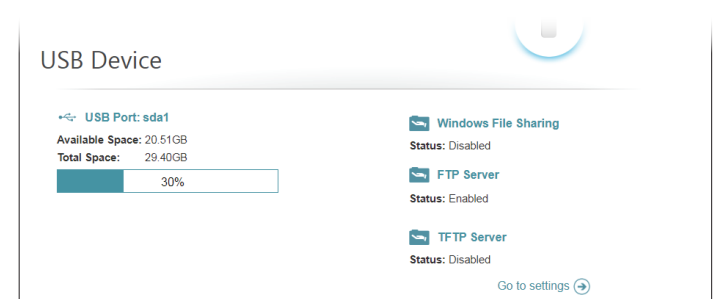 USB Device
USB Port: sda1
Available Space: 20.51GB
Total Space: 29.40GB
30%
Windows File Sharing
Status: Disabled
FTP Server
Status: Enabled
TFTP Server
Status: Disabled
Go to settings